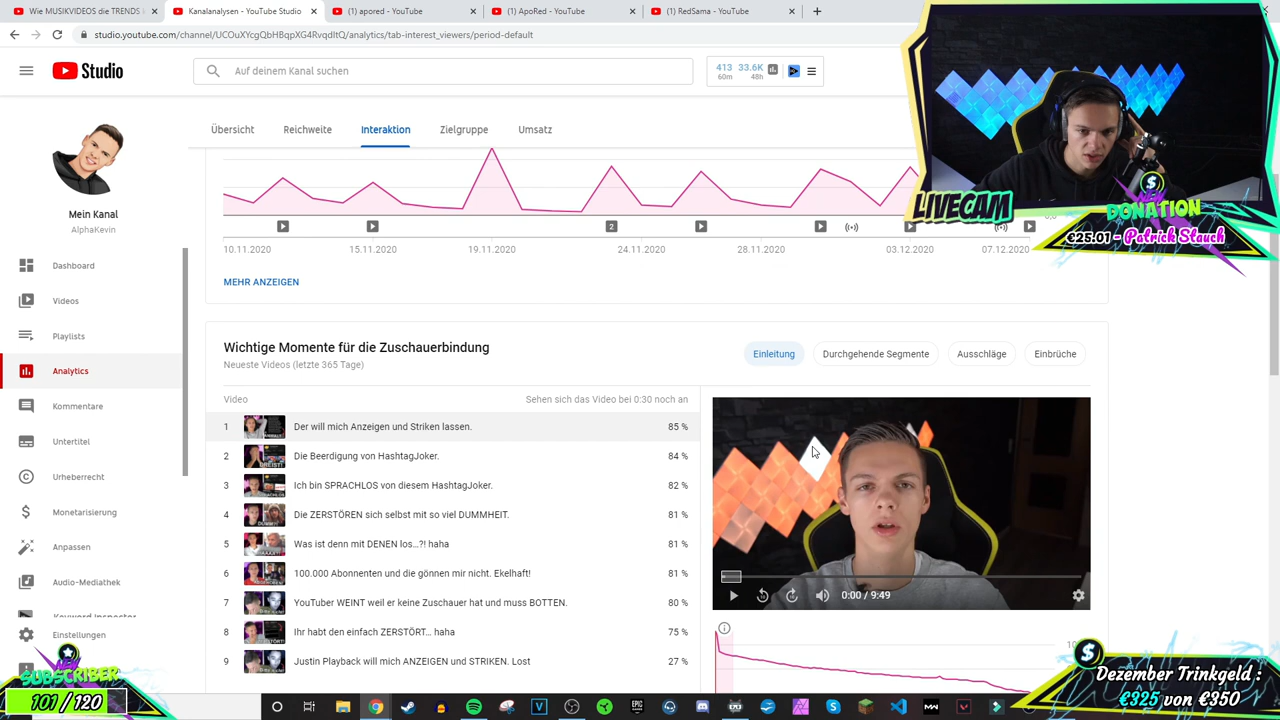 Wie MUSIKVIDEOS die TRENDS
Kanalanalysen - YouTube Studio
(1) apored - YouTube
(1) ApoRed - YouTube
(1) RedSama - YouTube
studio.youtube.com/channel/UCOuXYcgQbHBqpXG4RvqdItQ/analytics/tab-interest_viewers/period-default
Studio
Auf deinem Kanal suchen
413 33.6K
60m 48h
Übersicht Reichweite Interaktion Zielgruppe Umsatz
Mein Kanal
AlphaKevin
Dashboard
Videos
Playlists
Analytics
Kommentare
Untertitel
Urheberrecht
Monetarisierung
Anpassen
Audio-Mediathek
Keyword Inspector
Einstellungen
2
10.11.2020
19.11.2020 24.11.2020 28.11.2020 03.12.2020 07.12.2020
MEHR ANZEIGEN
Wichtige Momente für die Zuschauerbindung
Neueste Videos (letzte 365 Tage)
Einleitung Durchgehende Segmente Ausschläge Einbrüche
Video Sehen sich das Video bei 0:30 noch an
1 Der will mich Anzeigen und Striken lassen. 85 %
2 Die Beerdigung von HashtagJoker. 84 %
3 Ich bin SPRACHLOS von diesem HashtagJoker. 82 %
4 Die ZERSTÖREN sich selbst mit so viel DUMMHEIT. 81 %
5 Was ist denn mit DENEN los...?! haha 81 %
6 100.000 Abonnenten und die gönnen mir nicht. Ekelhaft! 81 %
7 YouTuber WEINT weil er keine Zuschauer hat und muss BOTTEN. 80 %
8 Ihr habt den einfach ZERSTÖRT... haha
9 Justin Playback will mich ANZEIGEN und STRIKEN
0:00 / 9:49
LIVECAM
DONATION
€25.01 - Patrick Stauch
NEW
SUBSCRIBER
101 / 120
Dezember Trinkgeld :
€325 von €350